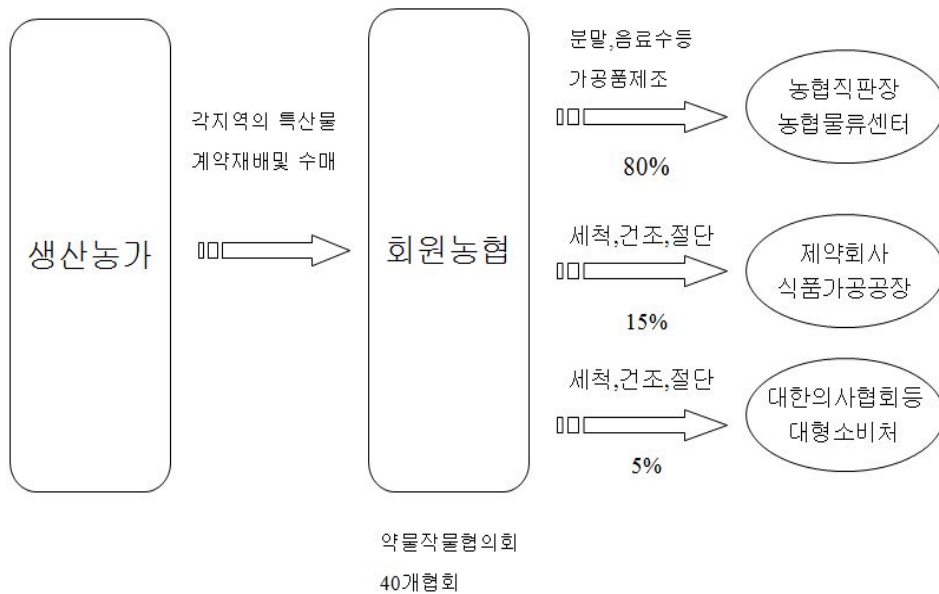 생산농가
각지역의 특산물
계약재배및 수매
회원농협
약물작물협의회
40개협회
분말,음료수등
가공품제조
80%
농협직판장
농협물류센터
세척,건조,절단
15%
제약회사
식품가공공장
세척,건조,절단
5%
대한의사협회등
대형소비처